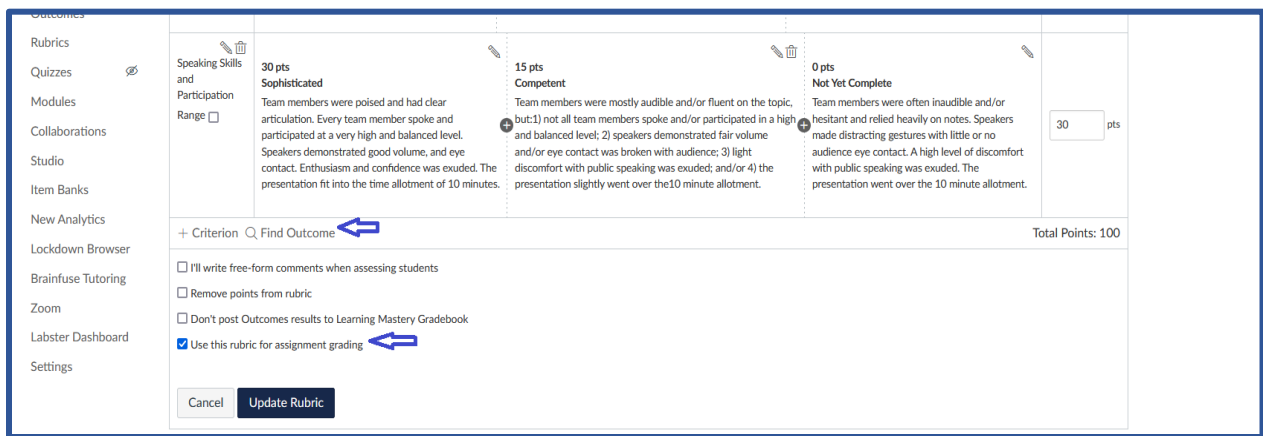 Outcomes
Rubrics
Quizzes
Modules
Collaborations
Studio
Item Banks
New Analytics
Lockdown Browser
Brainfuse Tutoring
Zoom
Labster Dashboard
Settings
Speaking Skills
and
Participation
Range
30 pts
Sophisticated
Team members were poised and had clear
articulation. Every team member spoke and
participated at a very high and balanced level.
Speakers demonstrated good volume, and eye
contact. Enthusiasm and confidence was exuded. The
presentation fit into the time allotment of 10 minutes.
15 pts
Competent
Team members were mostly audible and/or fluent on the topic,
but:1) not all team members spoke and/or participated in a high
and balanced level; 2) speakers demonstrated fair volume
and/or eye contact was broken with audience; 3) light
discomfort with public speaking was exuded; and/or 4) the
presentation slightly went over the10 minute allotment.
0 pts
Not Yet Complete
Team members were often inaudible and/or
hesitant and relied heavily on notes. Speakers
made distracting gestures with little or no
audience eye contact. A high level of discomfort
with public speaking was exuded. The
presentation went over the 10 minute allotment.
30 pts
+ Criterion Find Outcome
Total Points: 100
I'll write free-form comments when assessing students
Remove points from rubric
Don't post Outcomes results to Learning Mastery Gradebook
Use this rubric for assignment grading
Cancel Update Rubric